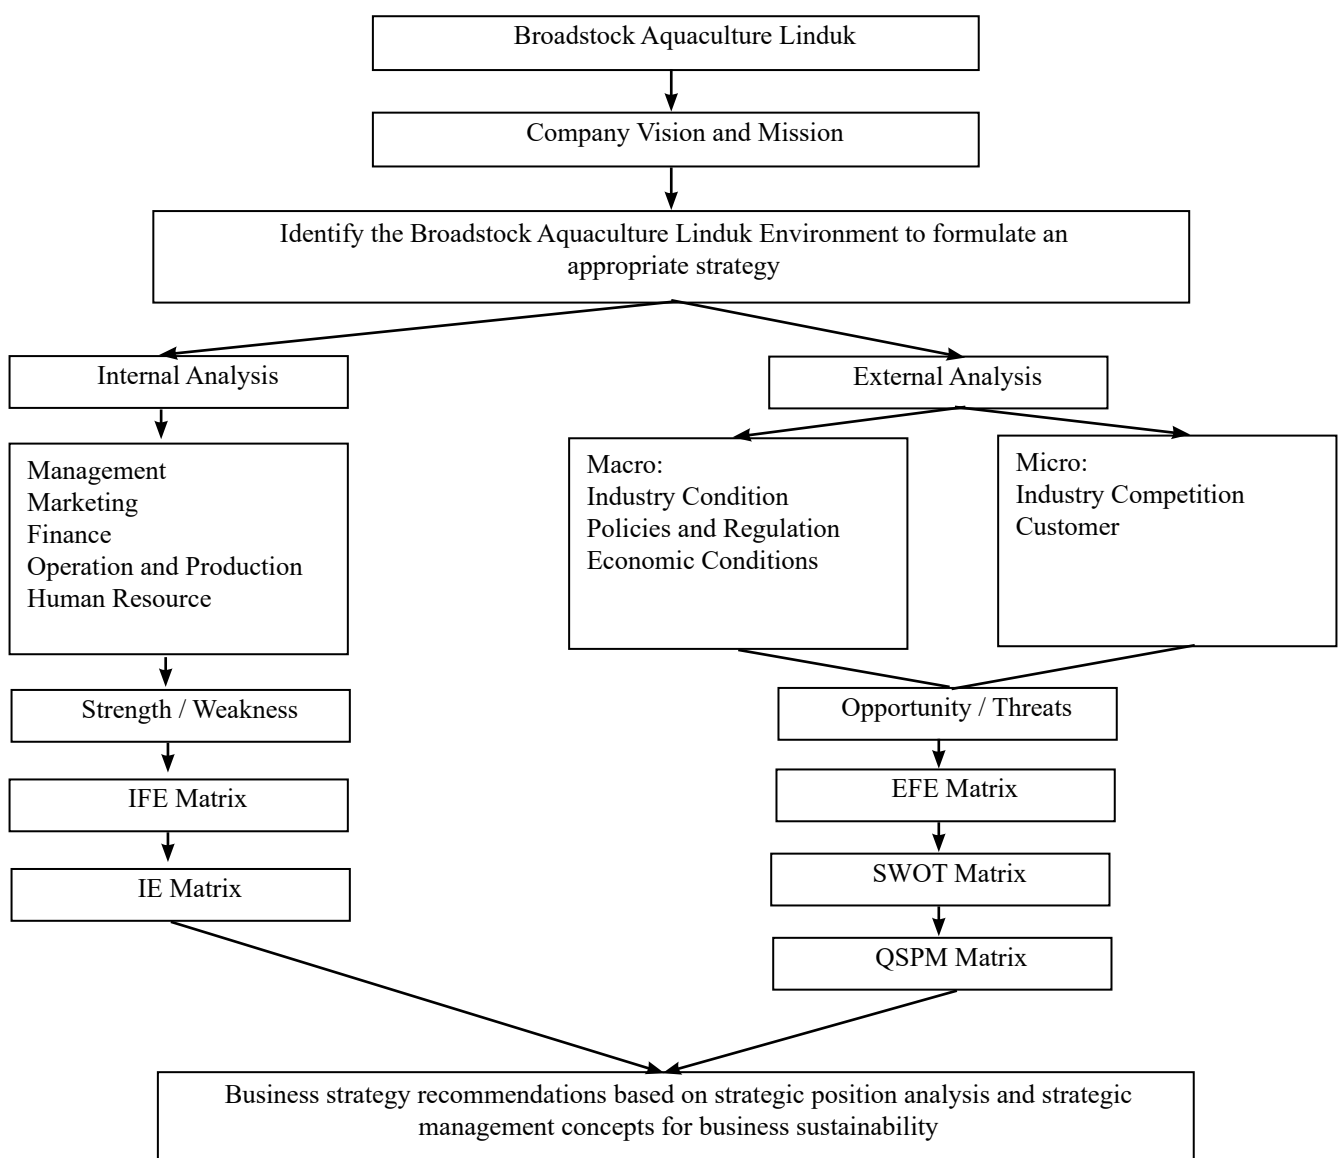 Broadstock Aquaculture Linduk
Company Vision and Mission
Identify the Broadstock Aquaculture Linduk Environment to formulate an
appropriate strategy
Internal Analysis
External Analysis
Management
Marketing
Finance
Operation and Production
Human Resource
Macro:
Industry Condition
Policies and Regulation
Economic Conditions
Micro:
Industry Competition
Customer
Strength / Weakness
Opportunity / Threats
IFE Matrix
EFE Matrix
IE Matrix
SWOT Matrix
QSPM Matrix
Business strategy recommendations based on strategic position analysis and strategic
management concepts for business sustainability